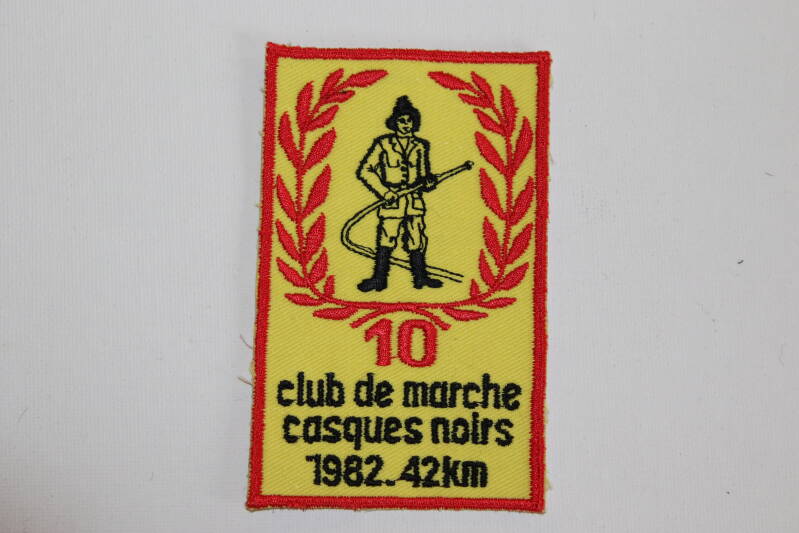 10
club de marche
casques noirs
1982.42km